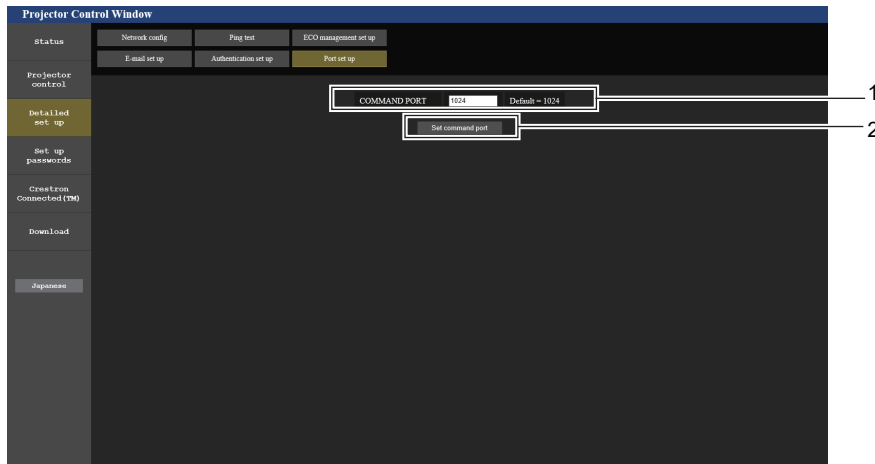 Projector Control Window
Status
Network config
Ping test
ECO management set up
E-mail set up
Authentication set up
Port set up
Projector
control
COMMAND PORT 1024 Default = 1024
1
Detailed
set up
Set command port
2
Set up
passwords
Crestron
Connected(TM)
Download
Japanese